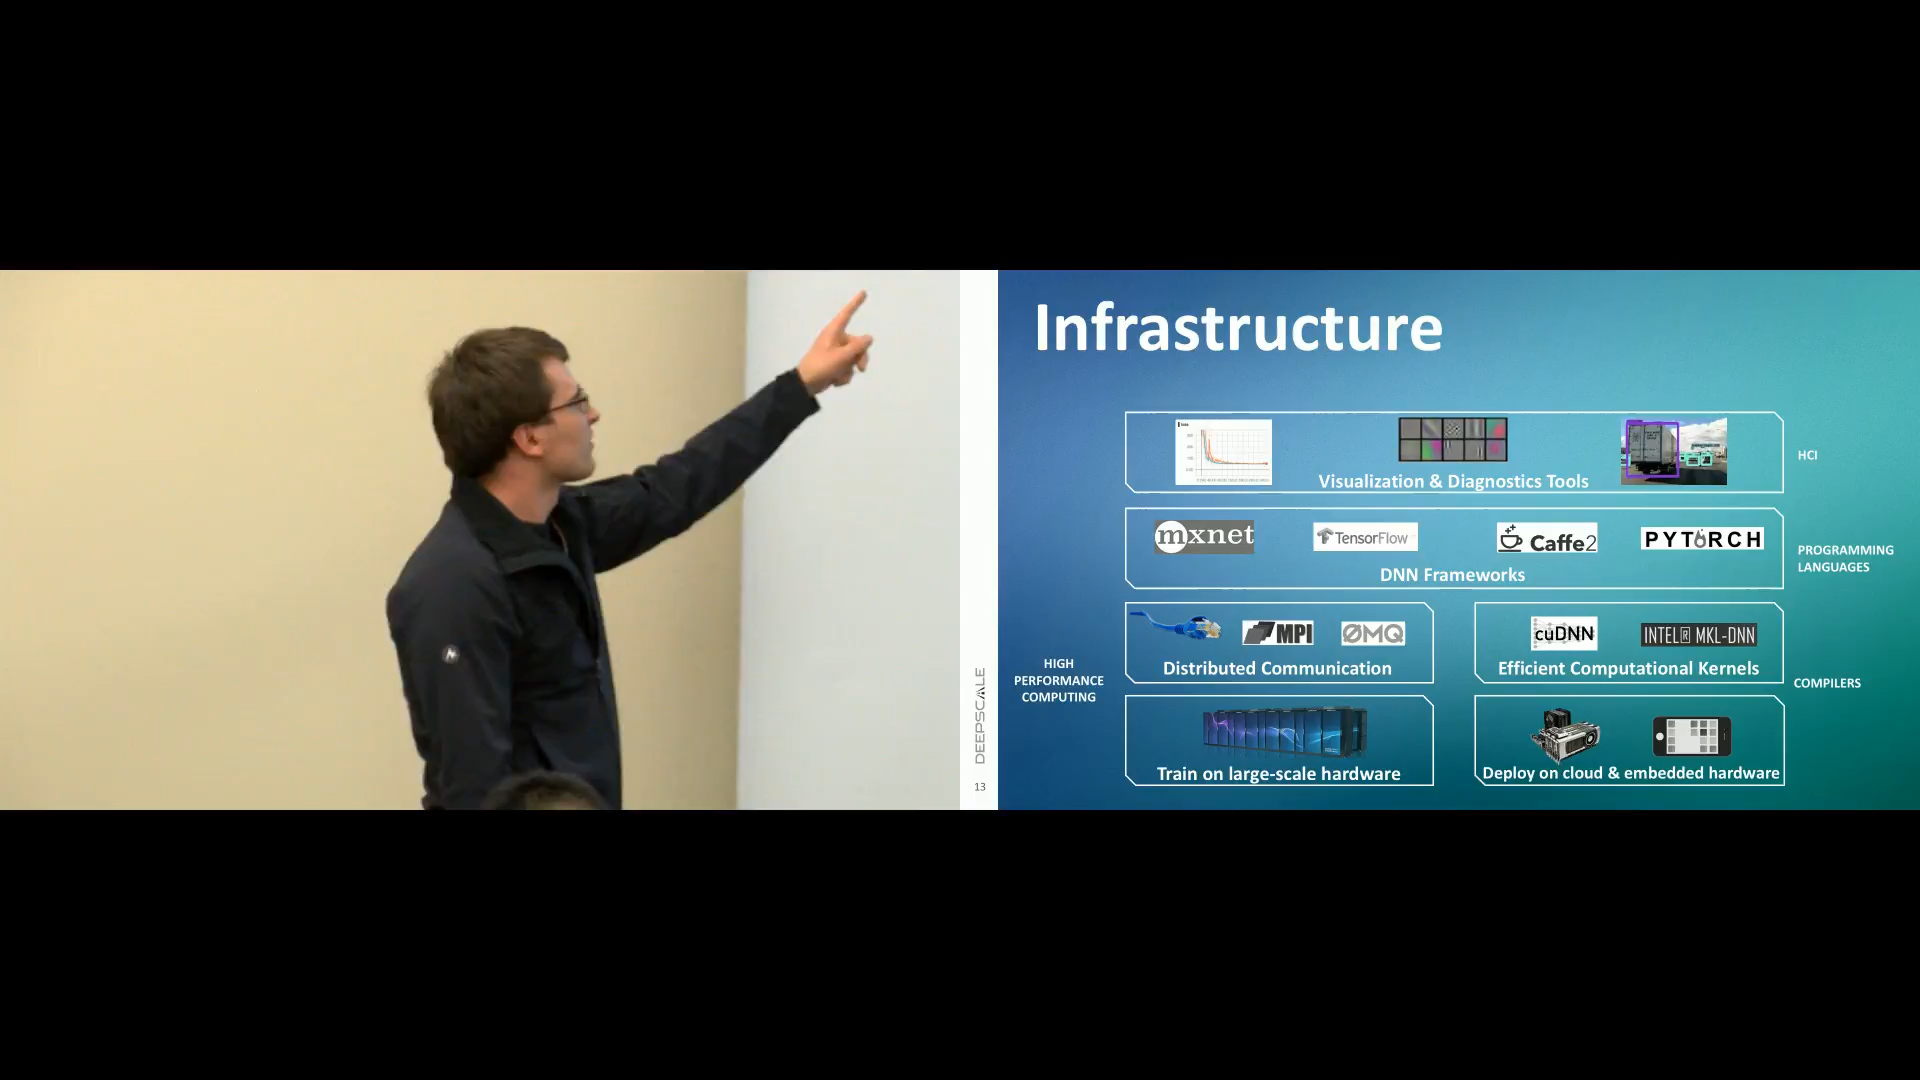 Infrastructure
Visualization & Diagnostics Tools
HCI
mxnet
TensorFlow
Caffe2
PYTORCH
DNN Frameworks
PROGRAMMING
LANGUAGES
MPI
ØMQ
Distributed Communication
cuDNN
INTEL® MKL-DNN
Efficient Computational Kernels
HIGH
PERFORMANCE
COMPUTING
COMPILERS
Train on large-scale hardware
Deploy on cloud & embedded hardware
DEEPSCALE
13